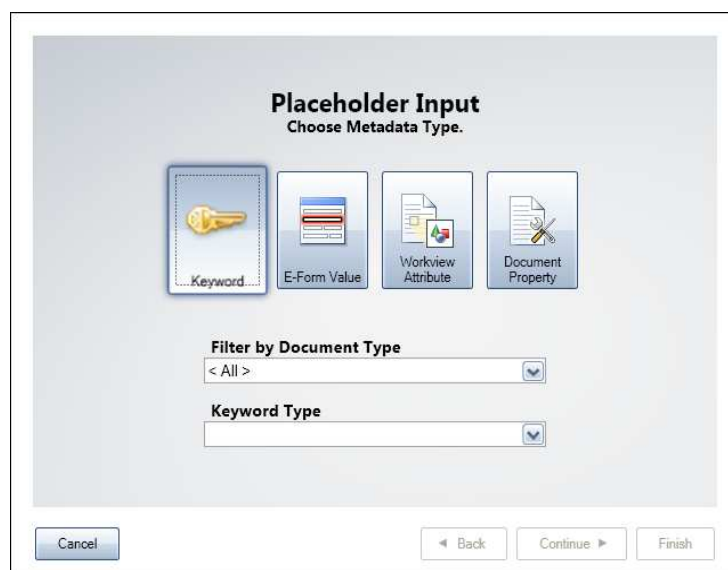 Placeholder Input
Choose Metadata Type.
Keyword
E-Form Value
Workview
Attribute
Document
Property
Filter by Document Type
< All >
Keyword Type
Cancel
Back
Continue
Finish